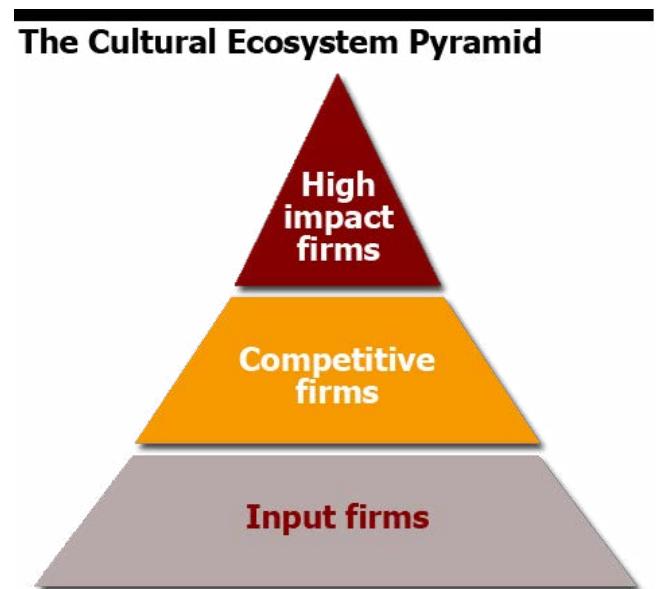 The Cultural Ecosystem Pyramid
High
impact
firms
Competitive
firms
Input firms